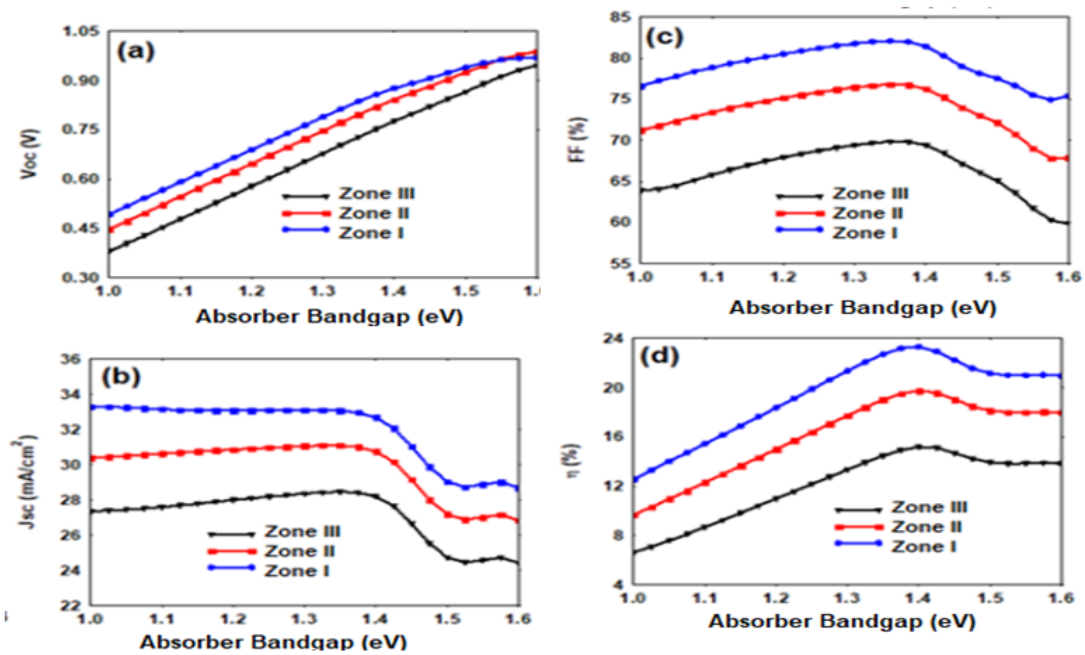 (a)
Voc (V)
1.05
0.90
0.75
0.60
0.45
0.30
Zone III
Zone II
Zone I
1.0 1.1 1.2 1.3 1.4 1.5 1.
Absorber Bandgap (eV)
(c)
FF (%)
85
80
75
70
65
60
55
Zone III
Zone II
Zone I
1.0 1.1 1.2 1.3 1.4 1.5 1.6
Absorber Bandgap (eV)
(b)
Jsc (mA/cm²)
36
34
32
30
28
26
24
22
Zone III
Zone II
Zone I
1.0 1.1 1.2 1.3 1.4 1.5 1.6
Absorber Bandgap (eV)
(d)
η (%)
24
20
16
12
8
4
Zone III
Zone II
Zone I
1.0 1.1 1.2 1.3 1.4 1.5 1.6
Absorber Bandgap (eV)